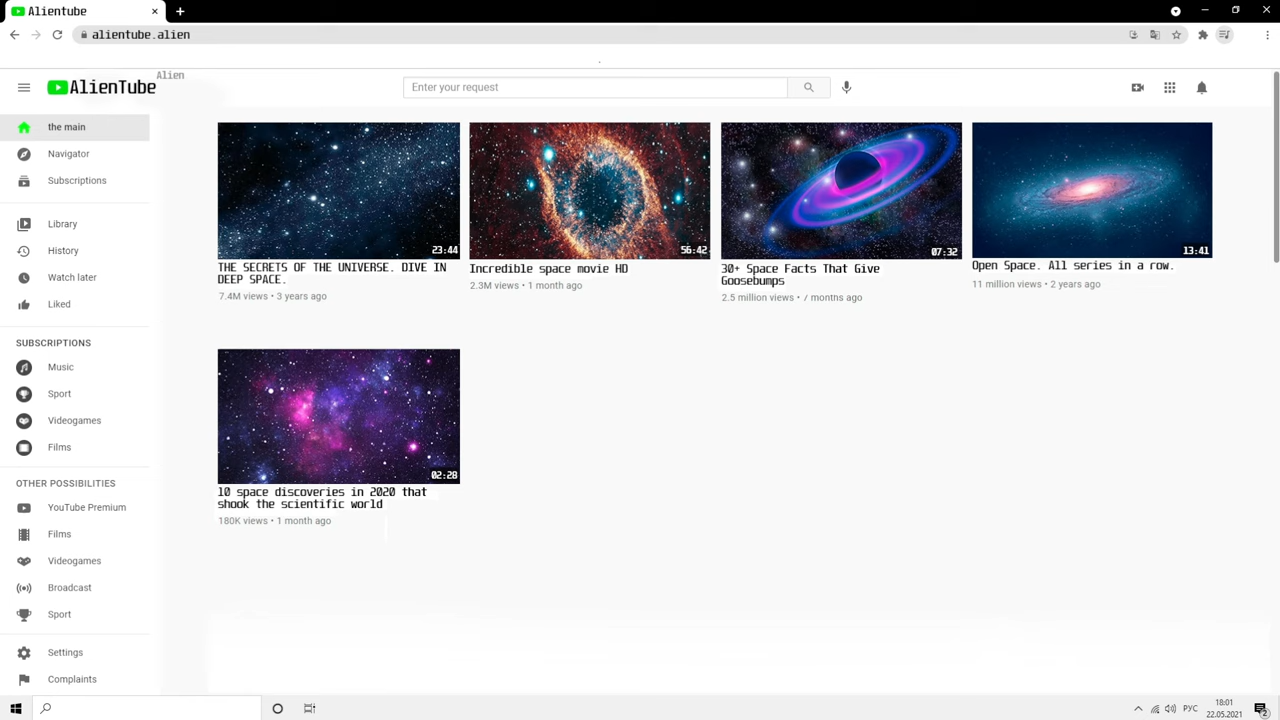 Alientube
alientube.alien
AlienTube
Alien
Enter your request
the main
Navigator
Subscriptions
Library
History
Watch later
Liked
SUBSCRIPTIONS
Music
Sport
Videogames
Films
OTHER POSSIBILITIES
YouTube Premium
Films
Videogames
Broadcast
Sport
Settings
Complaints
23:44
THE SECRETS OF THE UNIVERSE. DIVE IN
DEEP SPACE.
7.4M views • 3 years ago
56:42
Incredible space movie HD
2.3M views • 1 month ago
07:32
30+ Space Facts That Give
Goosebumps
2.5 million views • 7 months ago
13:41
Open Space. All series in a row.
11 million views • 2 years ago
02:28
10 space discoveries in 2020 that
shook the scientific world
180K views • 1 month ago
РУС
18:01
22.05.2021
2